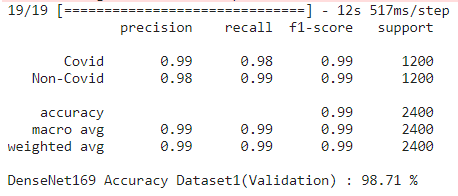 19/19 [==============================] - 12s 517ms/step
precision recall f1-score support
Covid 0.99 0.98 0.99 1200
Non-Covid 0.98 0.99 0.99 1200
accuracy 0.99 2400
macro avg 0.99 0.99 0.99 2400
weighted avg 0.99 0.99 0.99 2400
DenseNet169 Accuracy Dataset1(Validation) : 98.71 %